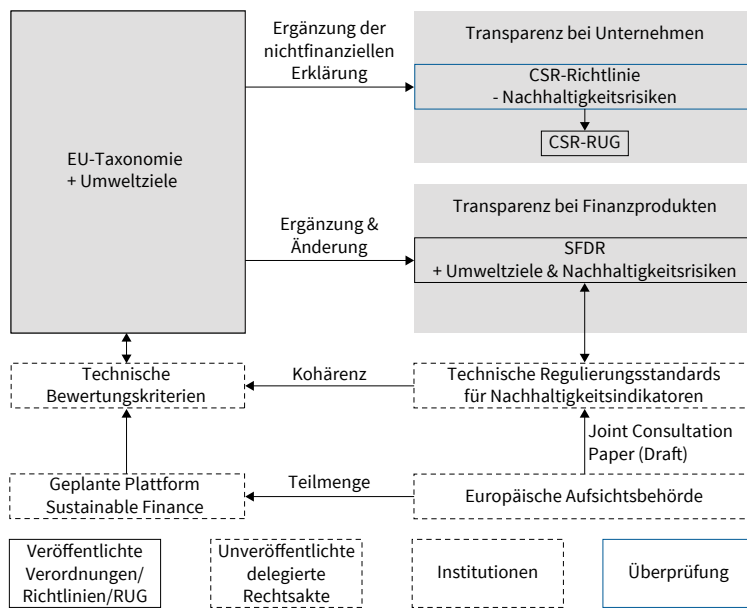 Ergänzung der
nichtfinanziellen
Erklärung
Transparenz bei Unternehmen
CSR-Richtlinie
- Nachhaltigkeitsrisiken
CSR-RUG
EU-Taxonomie
+ Umweltziele
Ergänzung &
Änderung
Transparenz bei Finanzprodukten
SFDR
+ Umweltziele & Nachhaltigkeitsrisiken
Technische
Bewertungskriterien
Kohärenz
Technische Regulierungsstandards
für Nachhaltigkeitsindikatoren
Joint Consultation
Paper (Draft)
Geplante Plattform
Sustainable Finance
Teilmenge
Europäische Aufsichtsbehörde
Veröffentlichte
Verordnungen/
Richtlinien/RUG
Unveröffentlichte
delegierte
Rechtsakte
Institutionen
Überprüfung